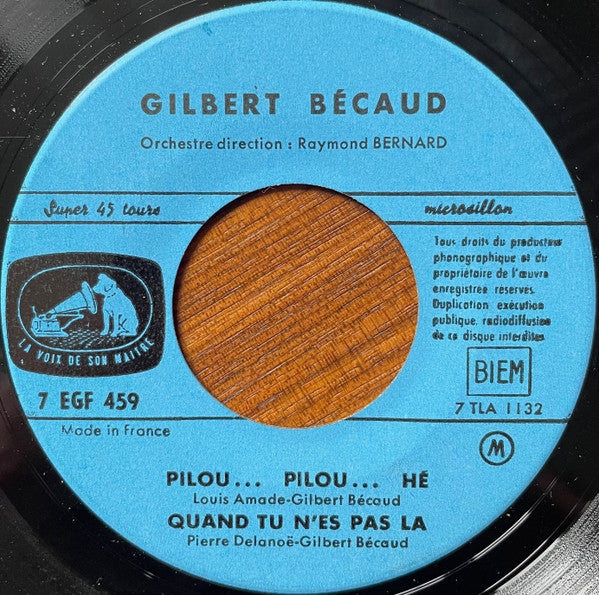 GILBERT BÉCAUD
Orchestre direction : Raymond BERNARD
Super 45 tours
microsillon
Tous droits du producteur
phonographique et du
propriétaire de l'œuvre
enregistrée réservés.
Duplication exécution
publique, radiodiffusion
de ce disque interdites
LA VOIX DE SON MAITRE
7 EGF 459
BIEM
7 TLA 1132
Made in France
M
PILOU... PILOU... HÉ
Louis Amade-Gilbert Bécaud
QUAND TU N'ES PAS LA
Pierre Delanoë-Gilbert Bécaud